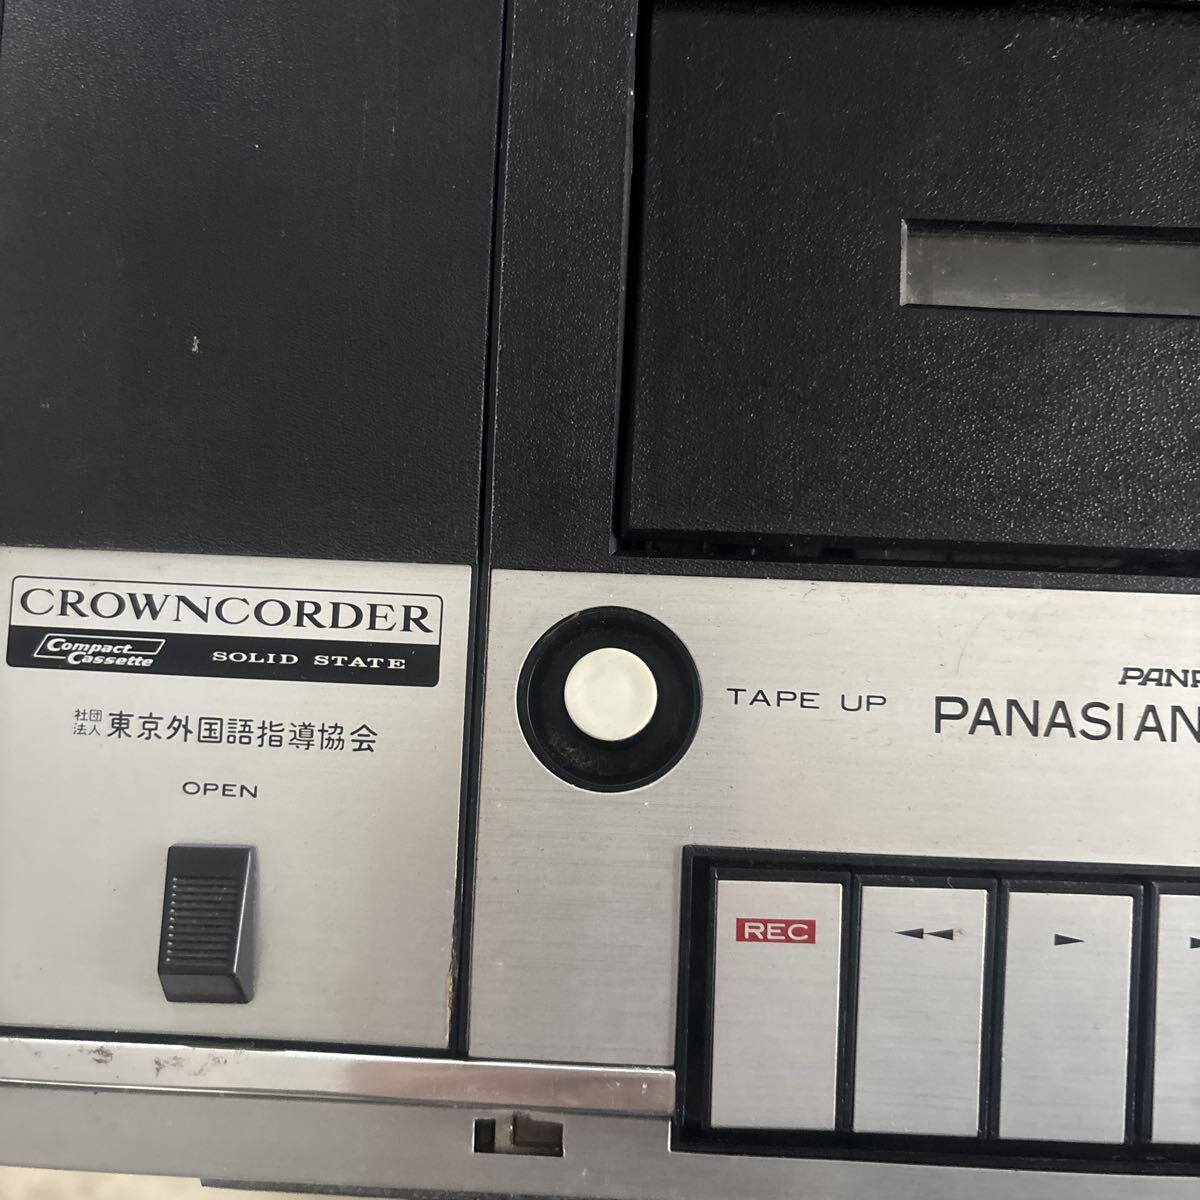 CROWNCORDER
Compact Cassette
SOLID STATE
社団法人 東京外国語指導協会
OPEN
TAPE UP
PANASIAN
REC